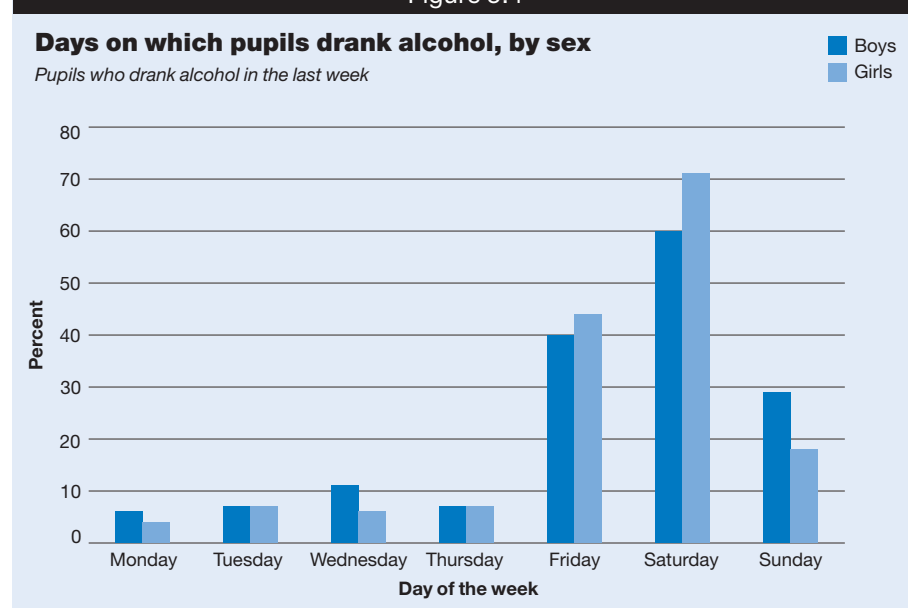 Days on which pupils drank alcohol, by sex
Pupils who drank alcohol in the last week
Boys
Girls
80
70
60
50
40
30
20
10
0
Percent
Monday Tuesday Wednesday Thursday Friday Saturday Sunday
Day of the week